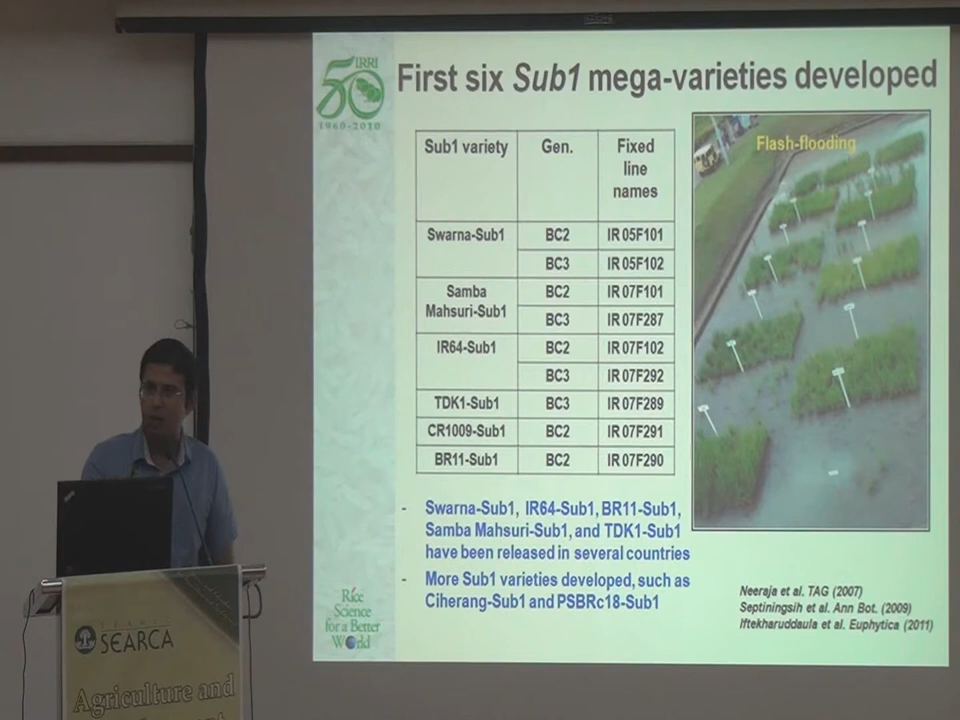 50 IRRI
1960-2010
First six Sub1 mega-varieties developed
Sub1 variety Gen. Fixed line names
Swarna-Sub1 BC2 IR 05F101
BC3 IR 05F102
Samba Mahsuri-Sub1 BC2 IR 07F101
BC3 IR 07F287
IR64-Sub1 BC2 IR 07F102
BC3 IR 07F292
TDK1-Sub1 BC3 IR 07F289
CR1009-Sub1 BC2 IR 07F291
BR11-Sub1 BC2 IR 07F290
Flash-flooding
- Swarna-Sub1, IR64-Sub1, BR11-Sub1,
Samba Mahsuri-Sub1, and TDK1-Sub1
have been released in several countries
- More Sub1 varieties developed, such as
Ciherang-Sub1 and PSBRc18-Sub1
Neeraja et al. TAG (2007)
Septiningsih et al. Ann Bot. (2009)
Iftekharuddaula et al. Euphytica (2011)
Rice
Science
for a Better
World
SEARCA
Agriculture and